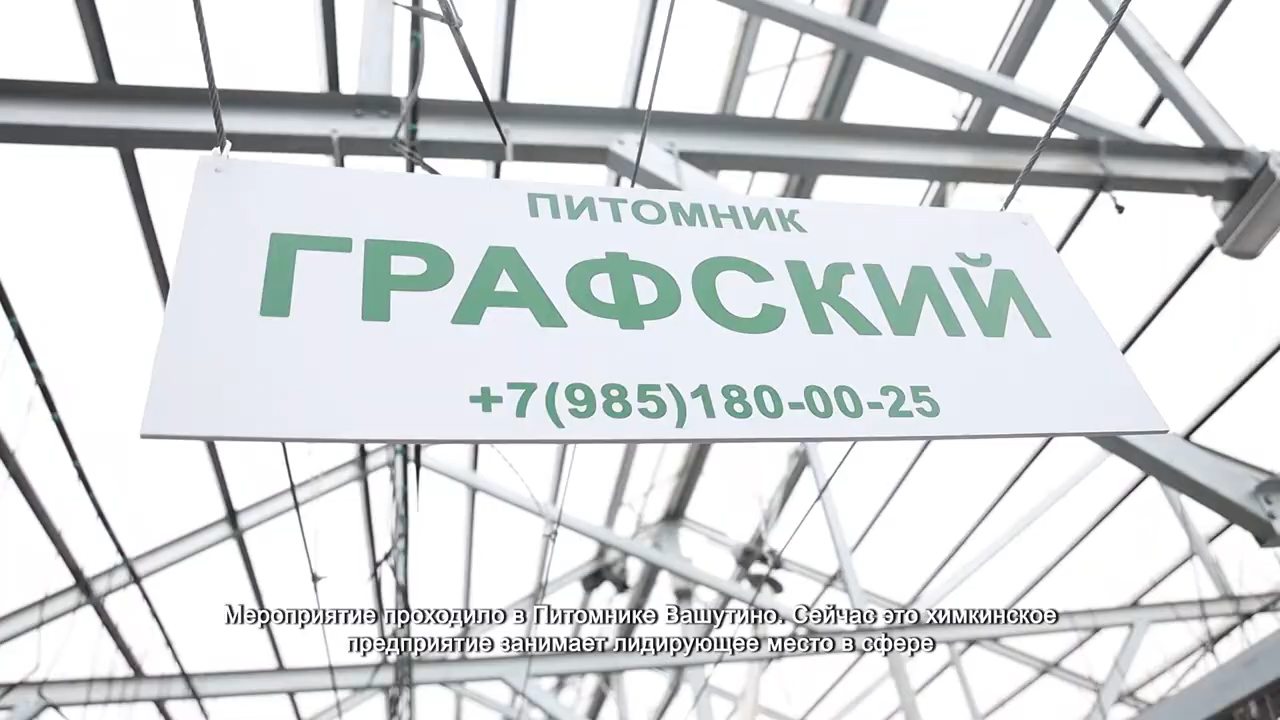 ПИТОМНИК
ГРАФСКИЙ
+7(985)180-00-25
Мероприятие проходило в Питомнике Вашутино. Сейчас это химкинское
предприятие занимает лидирующее место в сфере